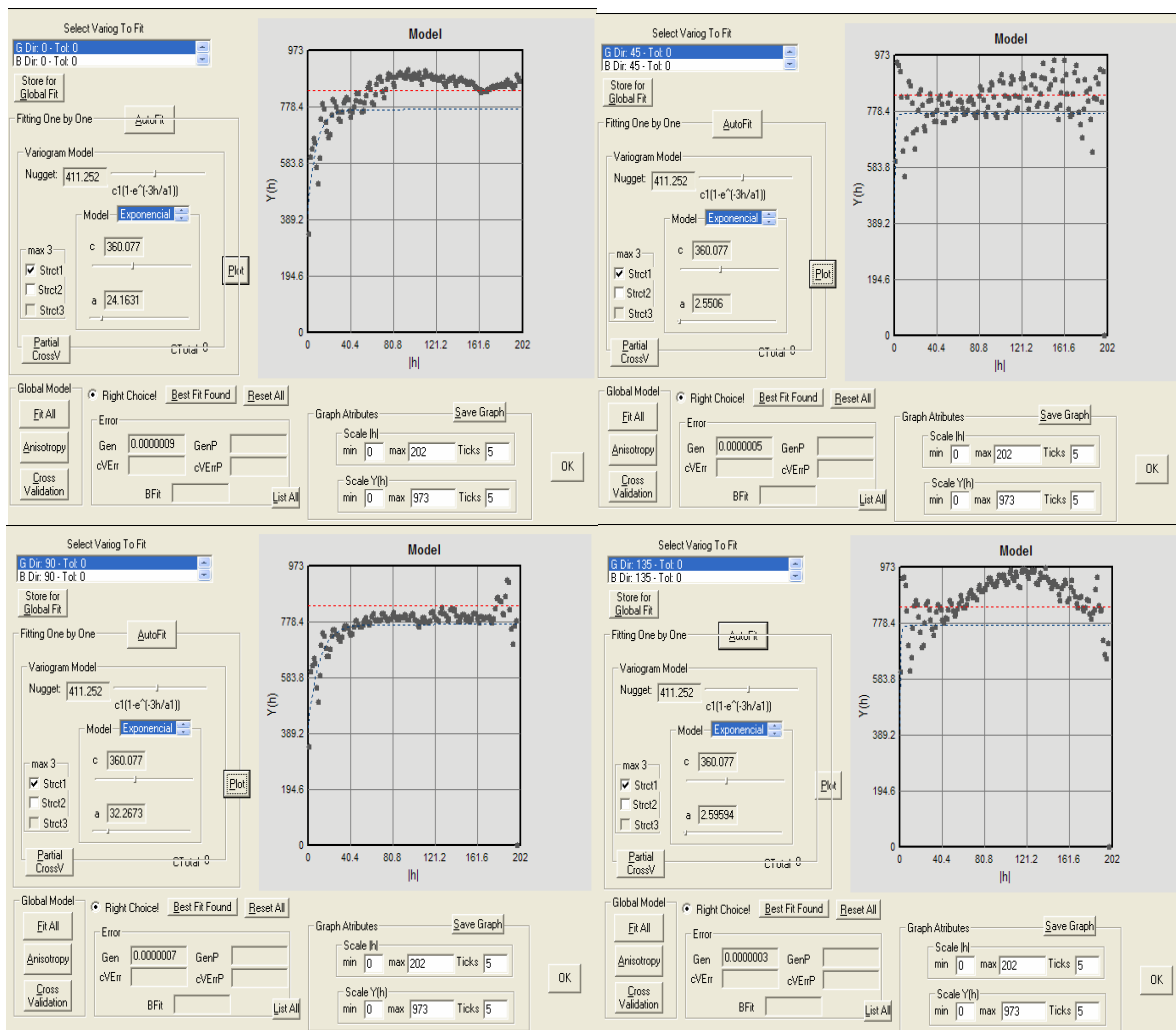 Select Variog To Fit
G Dir: 0 - Tol: 0
B Dir: 0 - Tol: 0
Store for
Global Fit
Fitting One by One
AutoFit
Variogram Model
Nugget: 411.252
c1(1-e^(-3h/a1))
Model Exponencial
max 3
c 360.077
Strct1
Strct2
a 24.1631
Strct3
Plot
Partial
CrossV
CTotal 0
Model
973
778.4
583.8
389.2
194.6
0
Y(h)
0 40.4 80.8 121.2 161.6 202
|h|
Global Model
Fit All
Anisotropy
Cross
Validation
Right Choice!
Best Fit Found
Reset All
Error
Gen 0.0000009 GenP
cVErr cVErrP
BFit
List All
Graph Atributes
Save Graph
Scale |h|
min 0 max 202 Ticks 5
Scale Y(h)
min 0 max 973 Ticks 5
OK
Select Variog To Fit
G Dir: 45 - Tol: 0
B Dir: 45 - Tol: 0
Store for
Global Fit
Fitting One by One
AutoFit
Variogram Model
Nugget: 411.252
c1(1-e^(-3h/a1))
Model Exponencial
max 3
c 360.077
Strct1
Strct2
a 2.5506
Strct3
Plot
Partial
CrossV
CTotal 0
Model
973
778.4
583.8
389.2
194.6
0
Y(h)
0 40.4 80.8 121.2 161.6 202
|h|
Global Model
Fit All
Anisotropy
Cross
Validation
Right Choice!
Best Fit Found
Reset All
Error
Gen 0.0000005 GenP
cVErr cVErrP
BFit
List All
Graph Atributes
Save Graph
Scale |h|
min 0 max 202 Ticks 5
Scale Y(h)
min 0 max 973 Ticks 5
OK
Select Variog To Fit
G Dir: 90 - Tol: 0
B Dir: 90 - Tol: 0
Store for
Global Fit
Fitting One by One
AutoFit
Variogram Model
Nugget: 411.252
c1(1-e^(-3h/a1))
Model Exponencial
max 3
c 360.077
Strct1
Strct2
a 32.2673
Strct3
Plot
Partial
CrossV
CTotal 0
Model
973
778.4
583.8
389.2
194.6
0
Y(h)
0 40.4 80.8 121.2 161.6 202
|h|
Global Model
Fit All
Anisotropy
Cross
Validation
Right Choice!
Best Fit Found
Reset All
Error
Gen 0.0000007 GenP
cVErr cVErrP
BFit
List All
Graph Atributes
Save Graph
Scale |h|
min 0 max 202 Ticks 5
Scale Y(h)
min 0 max 973 Ticks 5
OK
Select Variog To Fit
G Dir: 135 - Tol: 0
B Dir: 135 - Tol: 0
Store for
Global Fit
Fitting One by One
AutoFit
Variogram Model
Nugget: 411.252
c1(1-e^(-3h/a1))
Model Exponencial
max 3
c 360.077
Strct1
Strct2
a 2.59594
Strct3
Plot
Partial
CrossV
CTotal 0
Model
973
778.4
583.8
389.2
194.6
0
Y(h)
0 40.4 80.8 121.2 161.6 202
|h|
Global Model
Fit All
Anisotropy
Cross
Validation
Right Choice!
Best Fit Found
Reset All
Error
Gen 0.0000003 GenP
cVErr cVErrP
BFit
List All
Graph Atributes
Save Graph
Scale |h|
min 0 max 202 Ticks 5
Scale Y(h)
min 0 max 973 Ticks 5
OK